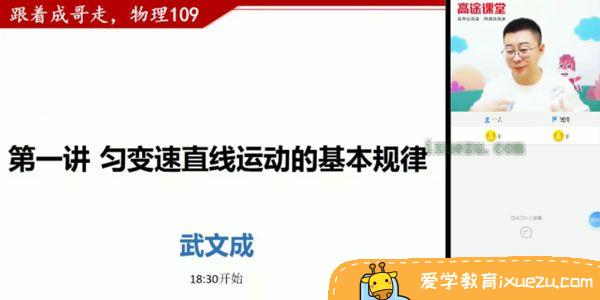 跟着成哥走，物理109
高途课堂
第一讲 匀变速直线运动的基本规律
ixuezu.com
武文成
18:30开始
爱学教育ixuezu.com